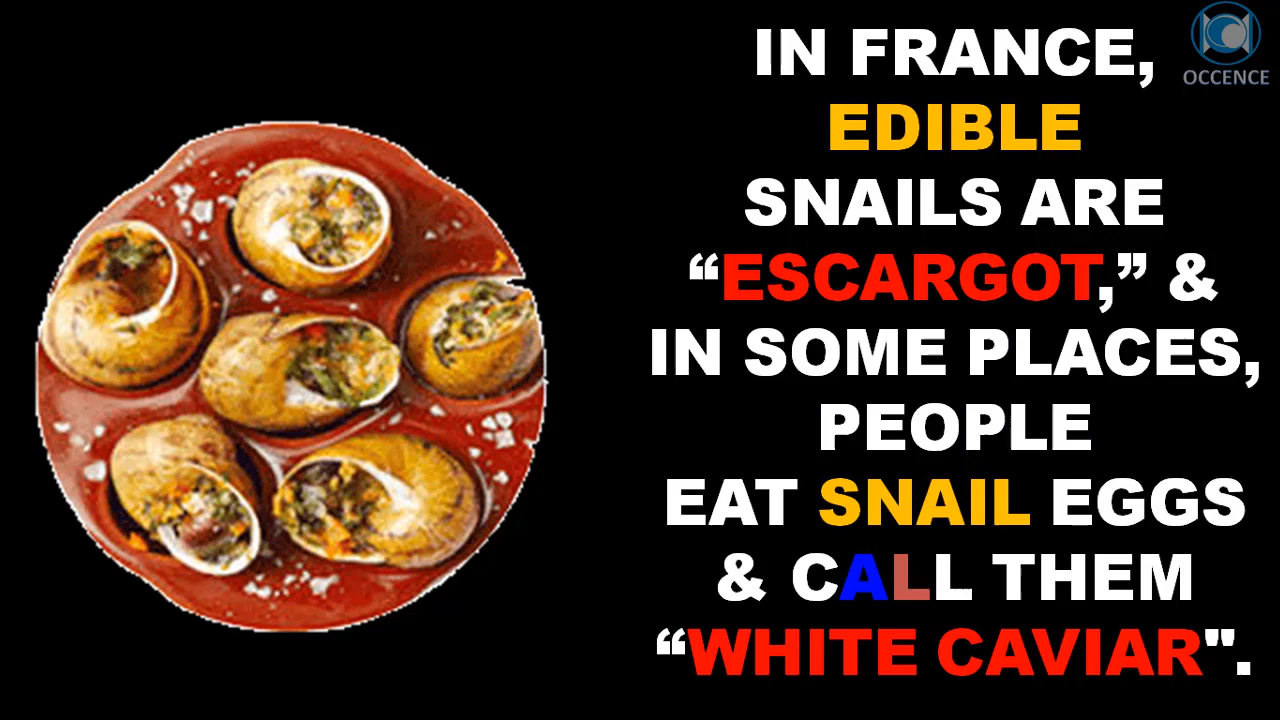 OCCENCE
IN FRANCE,
EDIBLE
SNAILS ARE
“ESCARGOT,” &
IN SOME PLACES,
PEOPLE
EAT SNAIL EGGS
& CALL THEM
“WHITE CAVIAR".